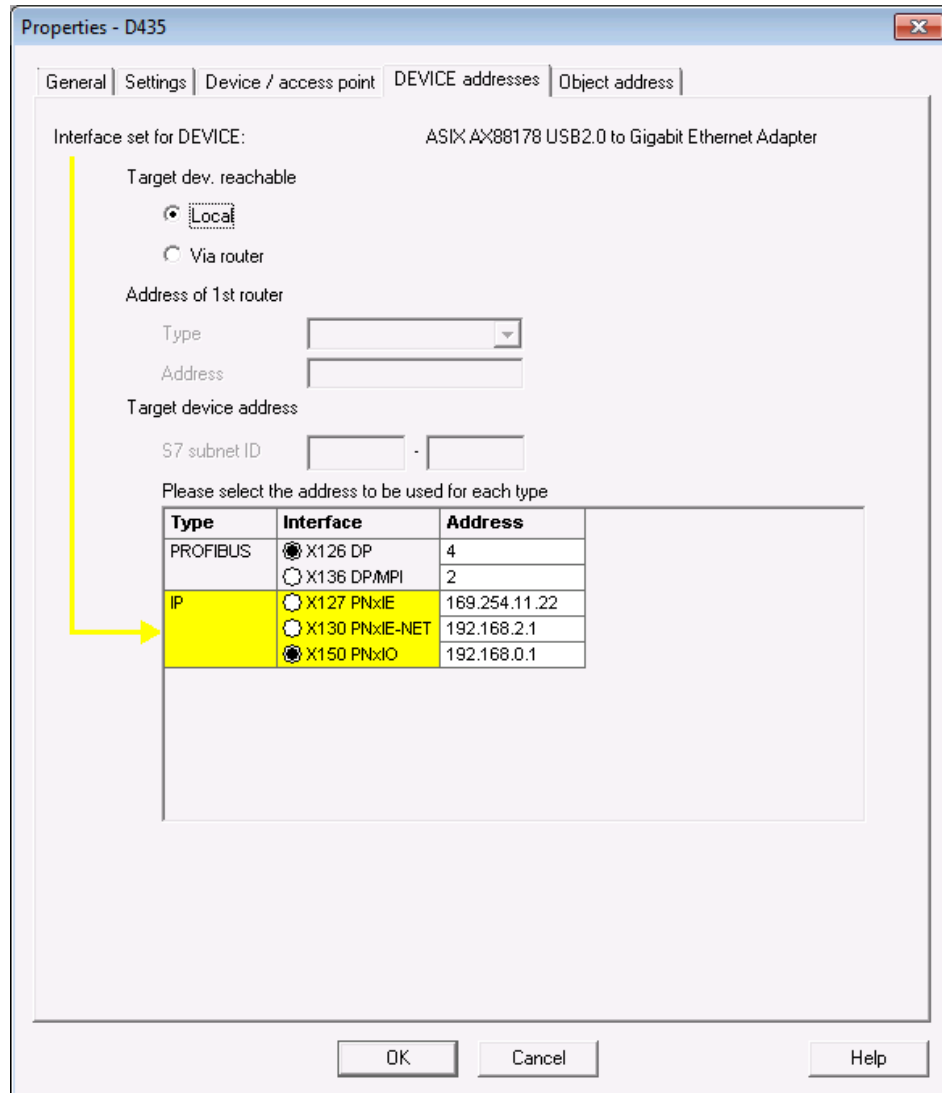 Properties - D435
General Settings Device / access point DEVICE addresses Object address
Interface set for DEVICE: ASIX AX88178 USB2.0 to Gigabit Ethernet Adapter
Target dev. reachable
Local
Via router
Address of 1st router
Type
Address
Target device address
S7 subnet ID -
Please select the address to be used for each type
Type Interface Address
PROFIBUS X126 DP 4
X136 DP/MPI 2
IP X127 PNxIE 169.254.11.22
X130 PNxIE-NET 192.168.2.1
X150 PNxIO 192.168.0.1
OK Cancel Help